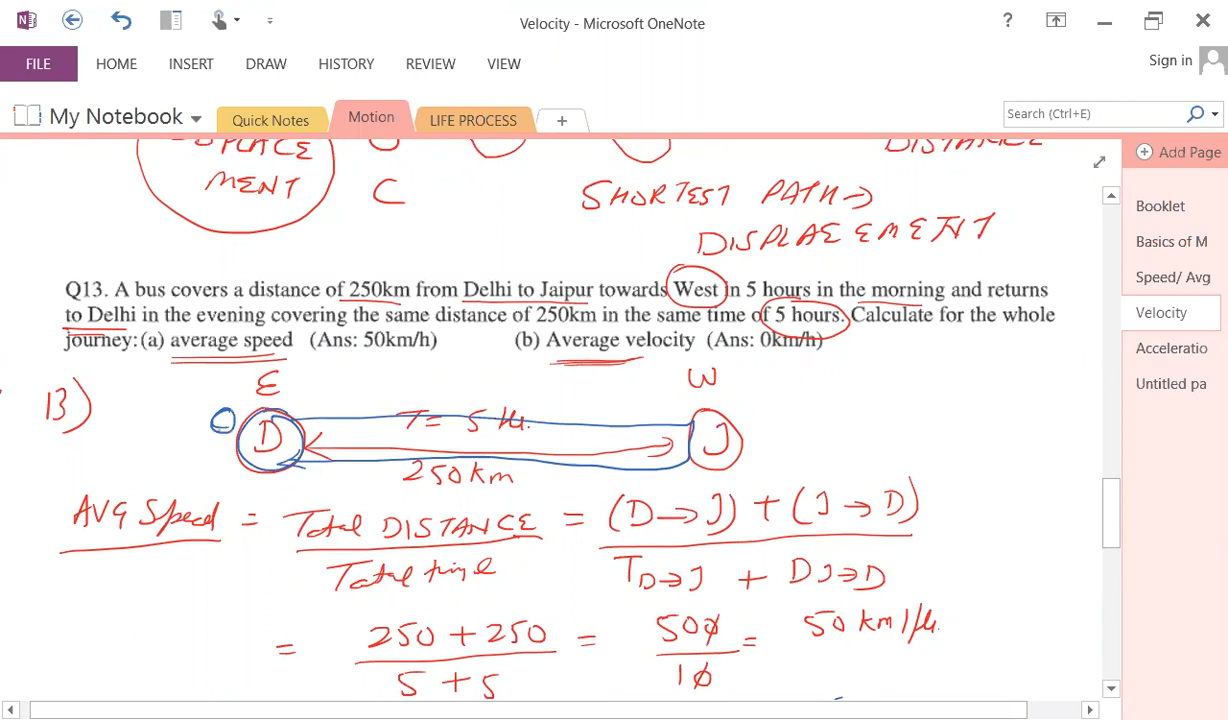 Velocity - Microsoft OneNote
?
FILE HOME INSERT DRAW HISTORY REVIEW VIEW
Sign in
My Notebook
Quick Notes
Motion
LIFE PROCESS
+
Search (Ctrl+E)
Add Page
Booklet
Basics of M
Speed/ Avg
Velocity
Acceleratio
Untitled pa
PLACE
DISTANCE
MENT
C
SHORTEST PATH →
DISPLAEEMENT
Q13. A bus covers a distance of 250km from Delhi to Jaipur towards West in 5 hours in the morning and returns
to Delhi in the evening covering the same distance of 250km in the same time of 5 hours. Calculate for the whole
journey: (a) average speed (Ans: 50km/h) (b) Average velocity (Ans: 0km/h)
E W
B)
D T = 5 Hr. J
250 km
AVG Speed = Total DISTANCE = (D → J) + (J → D)
Total time T D→J + D J→D
= 250 + 250 = 500 = 50 km/Hr.
5 + 5 10